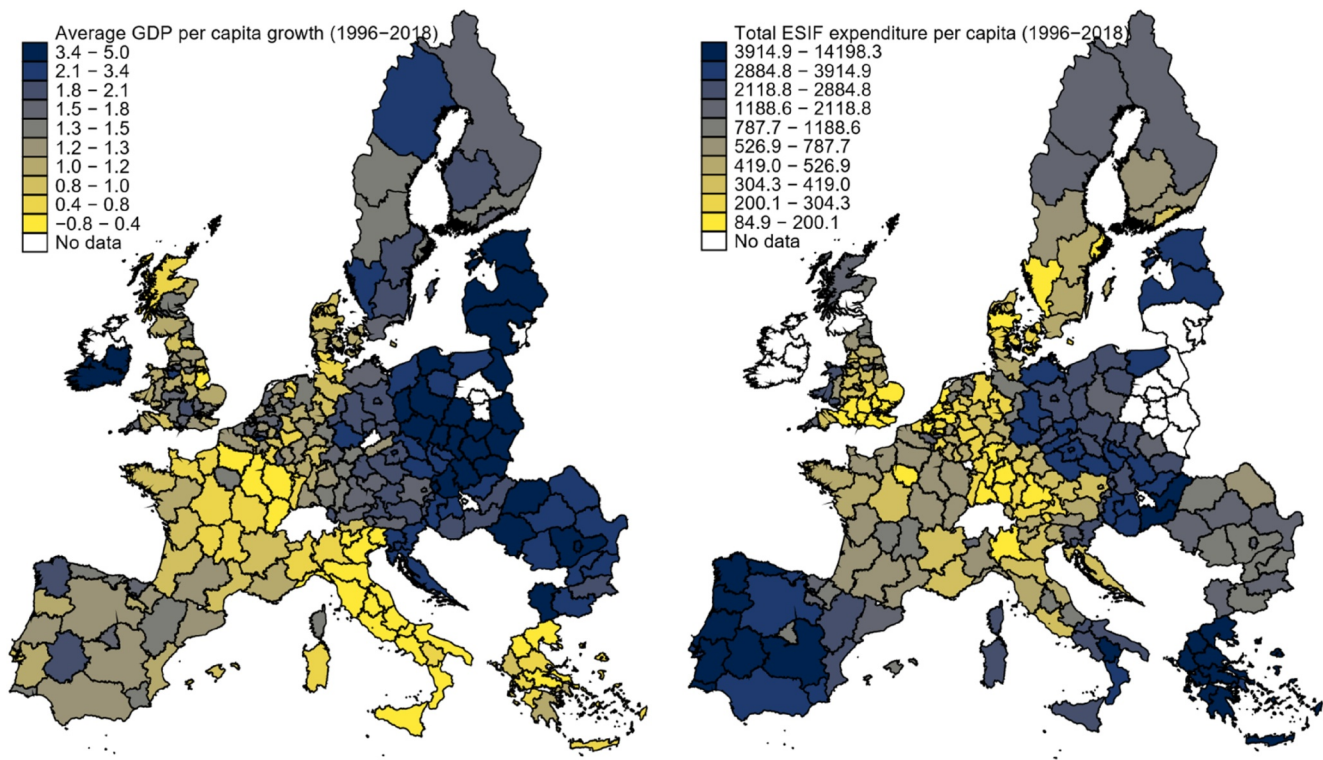 Average GDP per capita growth (1996−2018)
3.4 − 5.0
2.1 − 3.4
1.8 − 2.1
1.5 − 1.8
1.3 − 1.5
1.2 − 1.3
1.0 − 1.2
0.8 − 1.0
0.4 − 0.8
−0.8 − 0.4
No data
Total ESIF expenditure per capita (1996−2018)
3914.9 − 14198.3
2884.8 − 3914.9
2118.8 − 2884.8
1188.6 − 2118.8
787.7 − 1188.6
526.9 − 787.7
419.0 − 526.9
304.3 − 419.0
200.1 − 304.3
84.9 − 200.1
No data